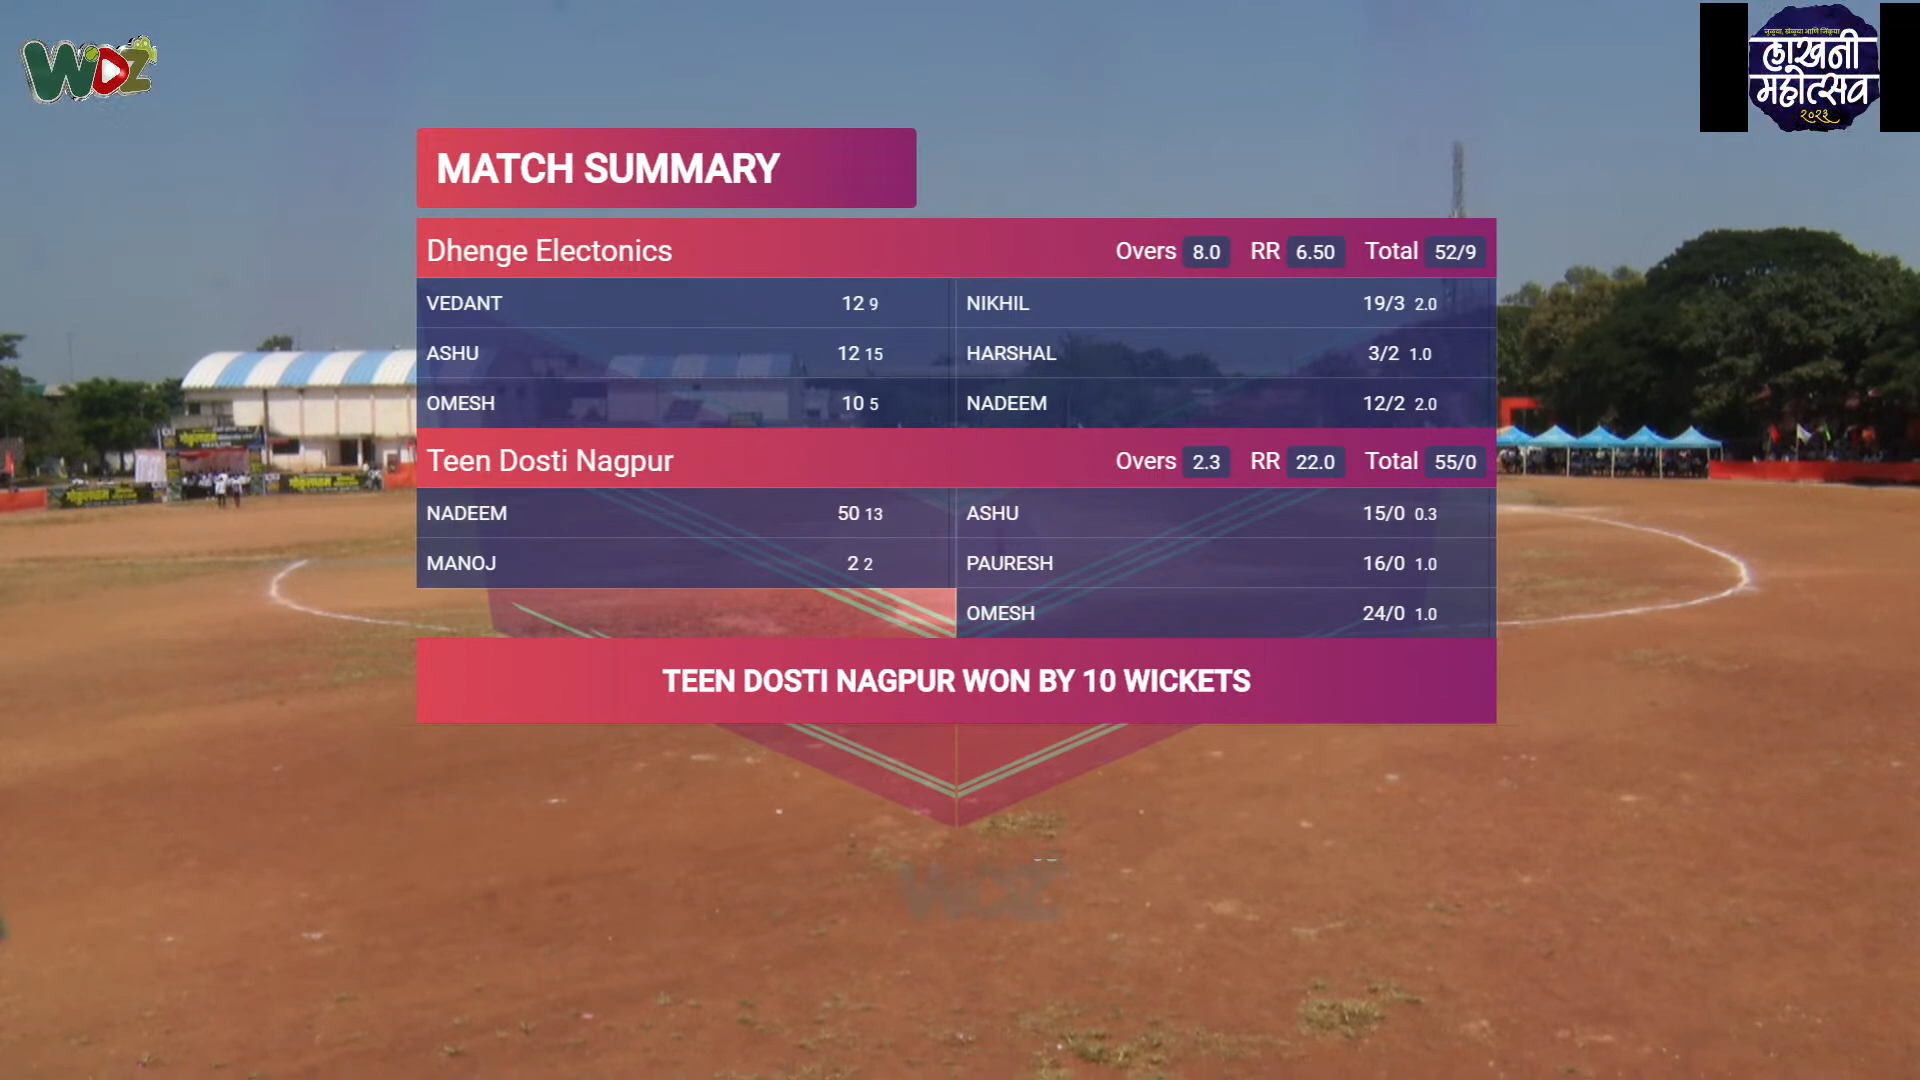 WDZ
जुळूया, खेळूया आणि जिंकूया
लाखनी
महोत्सव
२०२३
MATCH SUMMARY
Dhenge Electonics Overs 8.0 RR 6.50 Total 52/9
VEDANT 12 9 NIKHIL 19/3 2.0
ASHU 12 15 HARSHAL 3/2 1.0
OMESH 10 5 NADEEM 12/2 2.0
Teen Dosti Nagpur Overs 2.3 RR 22.0 Total 55/0
NADEEM 50 13 ASHU 15/0 0.3
MANOJ 2 2 PAURESH 16/0 1.0
OMESH 24/0 1.0
TEEN DOSTI NAGPUR WON BY 10 WICKETS
WDZ